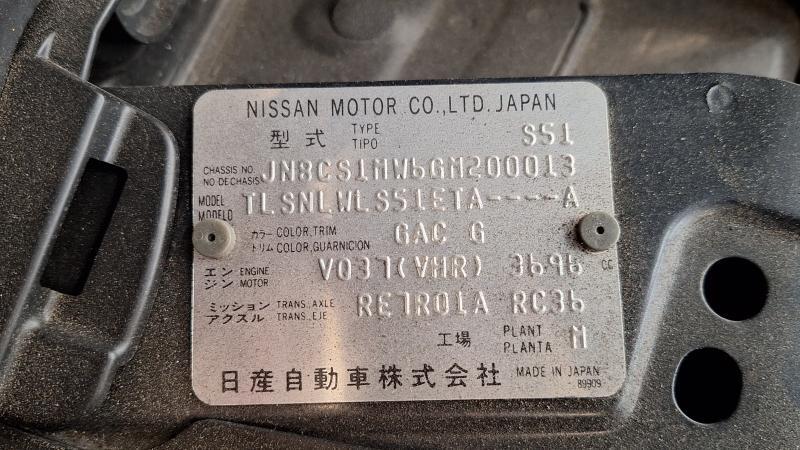 NISSAN MOTOR CO.,LTD. JAPAN
型式 TYPE TIPO S51
CHASSIS NO. NO DE CHASIS JN8CS1MW6GM200013
MODEL MODELO TLSNLWLS51ETA----A
カラー COLOR,TRIM トリム COLOR,GUARNICION GAC G
エンジン ENGINE MOTOR VQ37(VHR) 3696 CC
ミッション TRANS.,AXLE アクスル TRANS.,EJE RE7R01A RC36
工場 PLANT PLANTA M
日産自動車株式会社 MADE IN JAPAN
89909